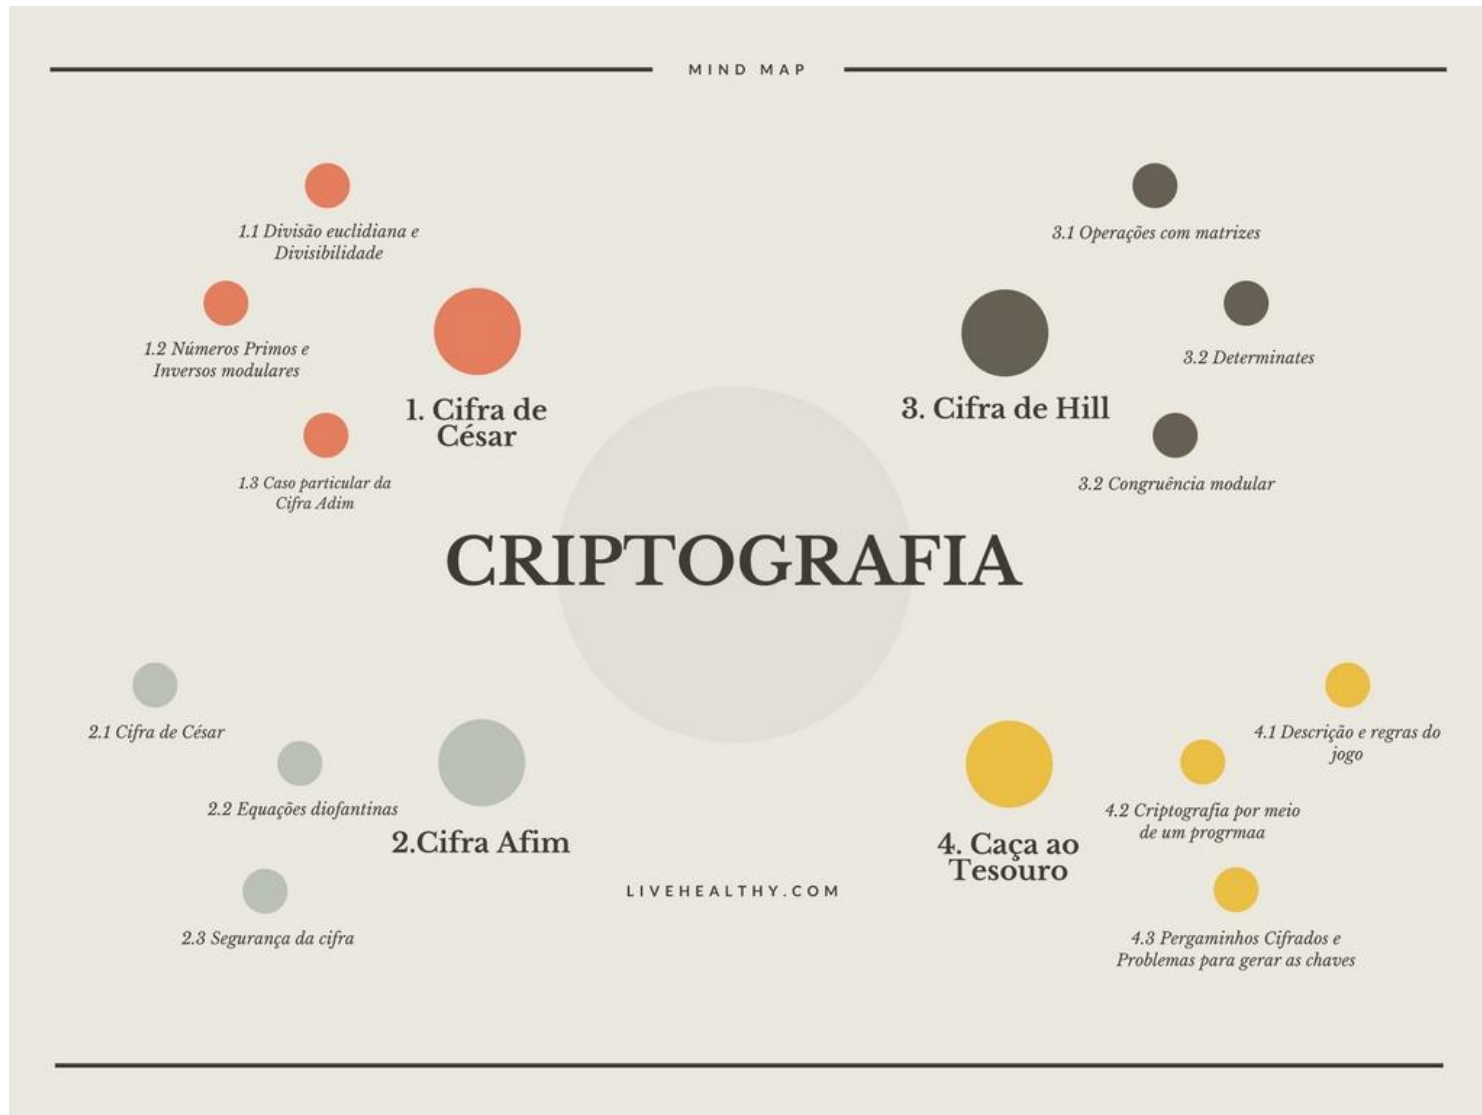 MIND MAP
1.1 Divisão euclidiana e
Divisibilidade
1.2 Números Primos e
Inversos modulares
1. Cifra de
César
1.3 Caso particular da
Cifra Adim
3.1 Operações com matrizes
3.2 Determinates
3. Cifra de Hill
3.2 Congruência modular
CRIPTOGRAFIA
2.1 Cifra de César
2.2 Equações diofantinas
2.Cifra Afim
2.3 Segurança da cifra
4.1 Descrição e regras do
jogo
4.2 Criptografia por meio
de um progrmaa
4. Caça ao
Tesouro
4.3 Pergaminhos Cifrados e
Problemas para gerar as chaves
LIVEHEALTHY.COM